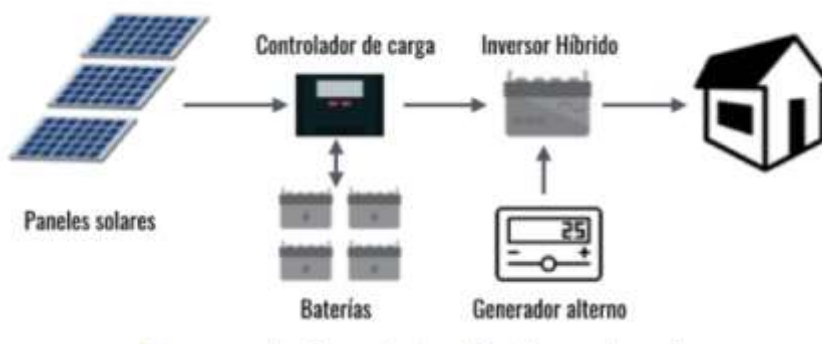 Controlador de carga
Inversor Híbrido
Paneles solares
25
Baterías
Generador alterno